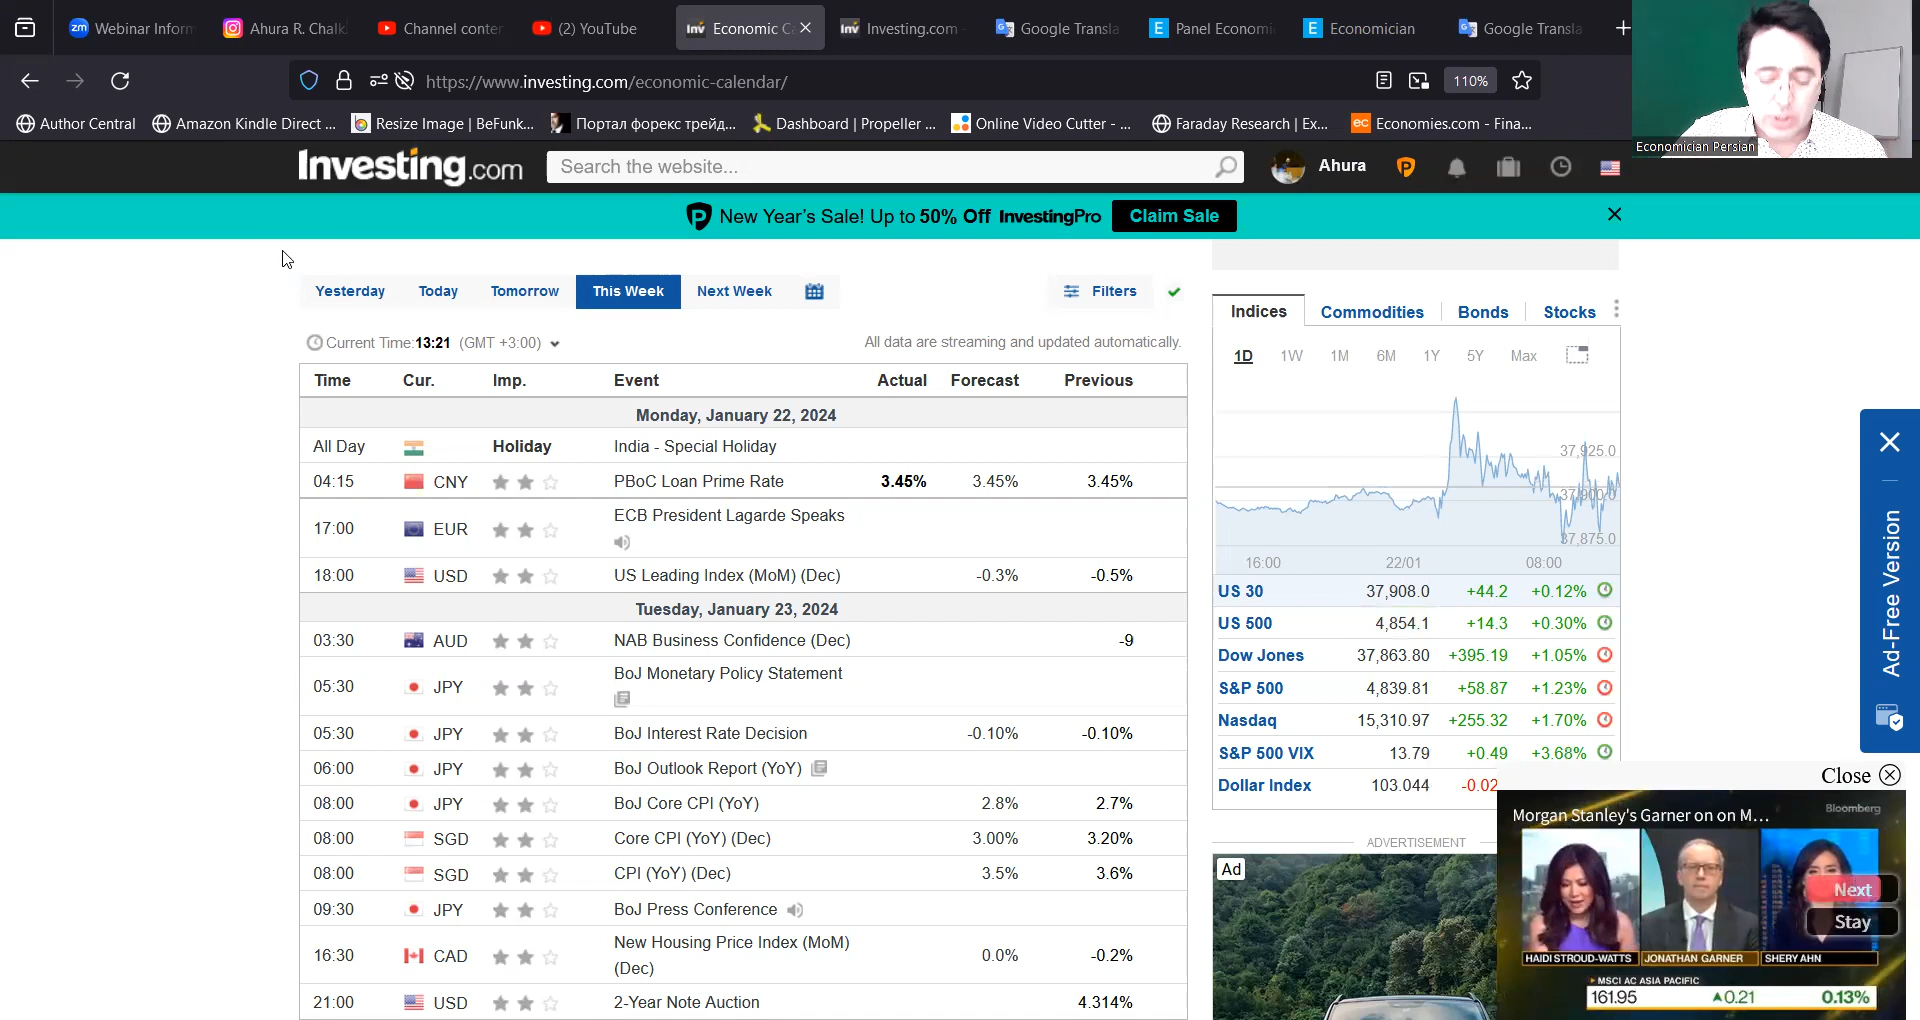 Webinar Inform
Ahura R. Chalk
Channel conten
(2) YouTube
Economic C
Investing.com -
Google Transla
Panel Economi
Economician
Google Transla
https://www.investing.com/economic-calendar/
110%
Author Central
Amazon Kindle Direct ...
Resize Image | BeFunk...
Портал форекс трейд...
Dashboard | Propeller ...
Online Video Cutter - ...
Faraday Research | Ex...
Economies.com - Fina...
Economician Persian
Investing.com
Search the website...
Ahura
New Year's Sale! Up to 50% Off InvestingPro
Claim Sale
Yesterday Today Tomorrow This Week Next Week
Filters
Current Time:13:21 (GMT +3:00)
All data are streaming and updated automatically.
Time Cur. Imp. Event Actual Forecast Previous
Monday, January 22, 2024
All Day Holiday India - Special Holiday
04:15 CNY PBoC Loan Prime Rate 3.45% 3.45% 3.45%
17:00 EUR ECB President Lagarde Speaks
18:00 USD US Leading Index (MoM) (Dec) -0.3% -0.5%
Tuesday, January 23, 2024
03:30 AUD NAB Business Confidence (Dec) -9
05:30 JPY BoJ Monetary Policy Statement
05:30 JPY BoJ Interest Rate Decision -0.10% -0.10%
06:00 JPY BoJ Outlook Report (YoY)
08:00 JPY BoJ Core CPI (YoY) 2.8% 2.7%
08:00 SGD Core CPI (YoY) (Dec) 3.00% 3.20%
08:00 SGD CPI (YoY) (Dec) 3.5% 3.6%
09:30 JPY BoJ Press Conference
16:30 CAD New Housing Price Index (MoM) 0.0% -0.2%
(Dec)
21:00 USD 2-Year Note Auction 4.314%
Indices Commodities Bonds Stocks
1D 1W 1M 6M 1Y 5Y Max
37,925.0
37,900.0
37,875.0
16:00 22/01 08:00
US 30 37,908.0 +44.2 +0.12%
US 500 4,854.1 +14.3 +0.30%
Dow Jones 37,863.80 +395.19 +1.05%
S&P 500 4,839.81 +58.87 +1.23%
Nasdaq 15,310.97 +255.32 +1.70%
S&P 500 VIX 13.79 +0.49 +3.68%
Dollar Index 103.044 -0.02
ADVERTISEMENT
Ad
Ad-Free Version
Close
Morgan Stanley's Garner on on M...
Bloomberg
Next
Stay
HAIDI STROUD-WATTS JONATHAN GARNER SHERY AHN
MSCI AC ASIA PACIFIC
161.95 0.21 0.13%